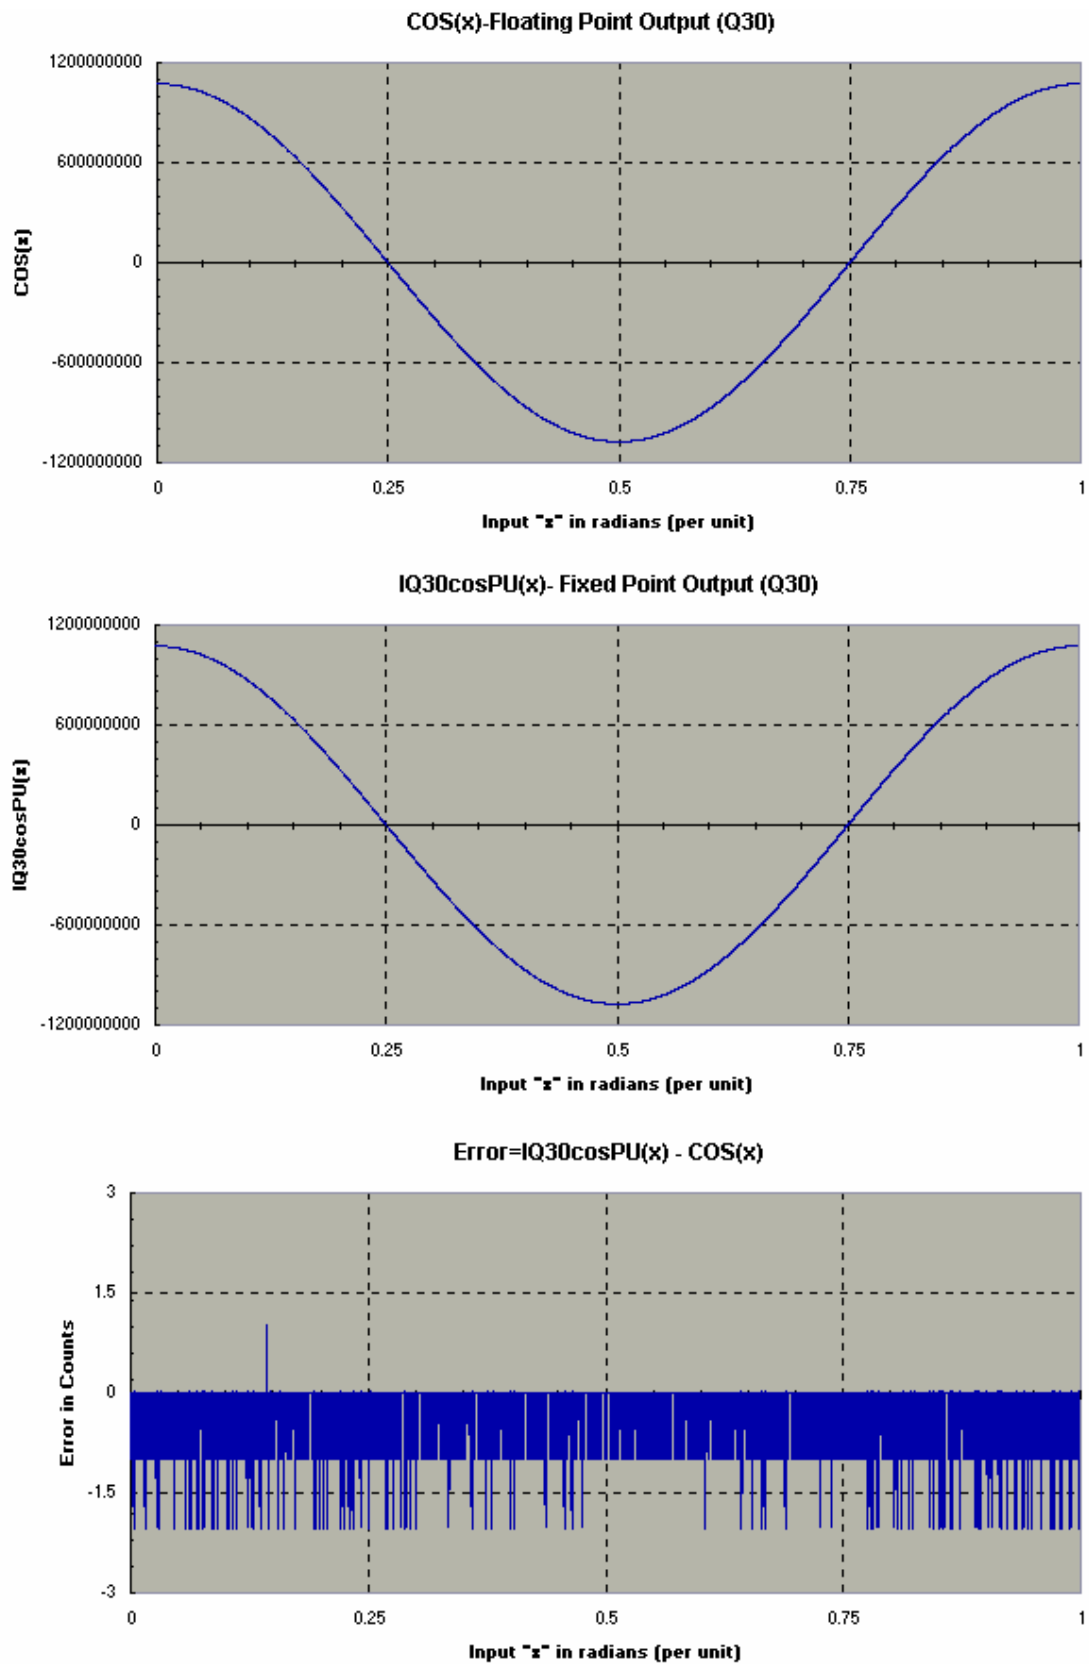 COS(x)-Floating Point Output (Q30)
1200000000
600000000
0
-600000000
-1200000000
COS(x)
0 0.25 0.5 0.75 1
Input "x" in radians (per unit)
IQ30cosPU(x)- Fixed Point Output (Q30)
1200000000
600000000
0
-600000000
-1200000000
IQ30cosPU(x)
0 0.25 0.5 0.75 1
Input "x" in radians (per unit)
Error=IQ30cosPU(x) - COS(x)
3
1.5
0
-1.5
-3
Error in Counts
0 0.25 0.5 0.75 1
Input "x" in radians (per unit)